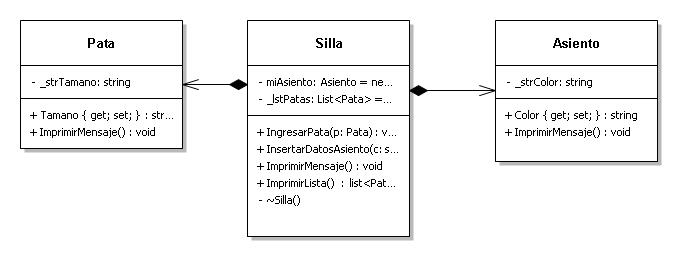 Pata
- _strTamano: string
+ Tamano { get; set; } : str...
+ ImprimirMensaje() : void
Silla
- miAsiento: Asiento = ne...
- _lstPatas: List<Pata> =...
+ IngresarPata(p: Pata) : v...
+ InsertarDatosAsiento(c: s...
+ ImprimirMensaje() : void
+ ImprimirLista() : list<Pat...
- ~Silla()
Asiento
- _strColor: string
+ Color { get; set; } : string
+ ImprimirMensaje() : void